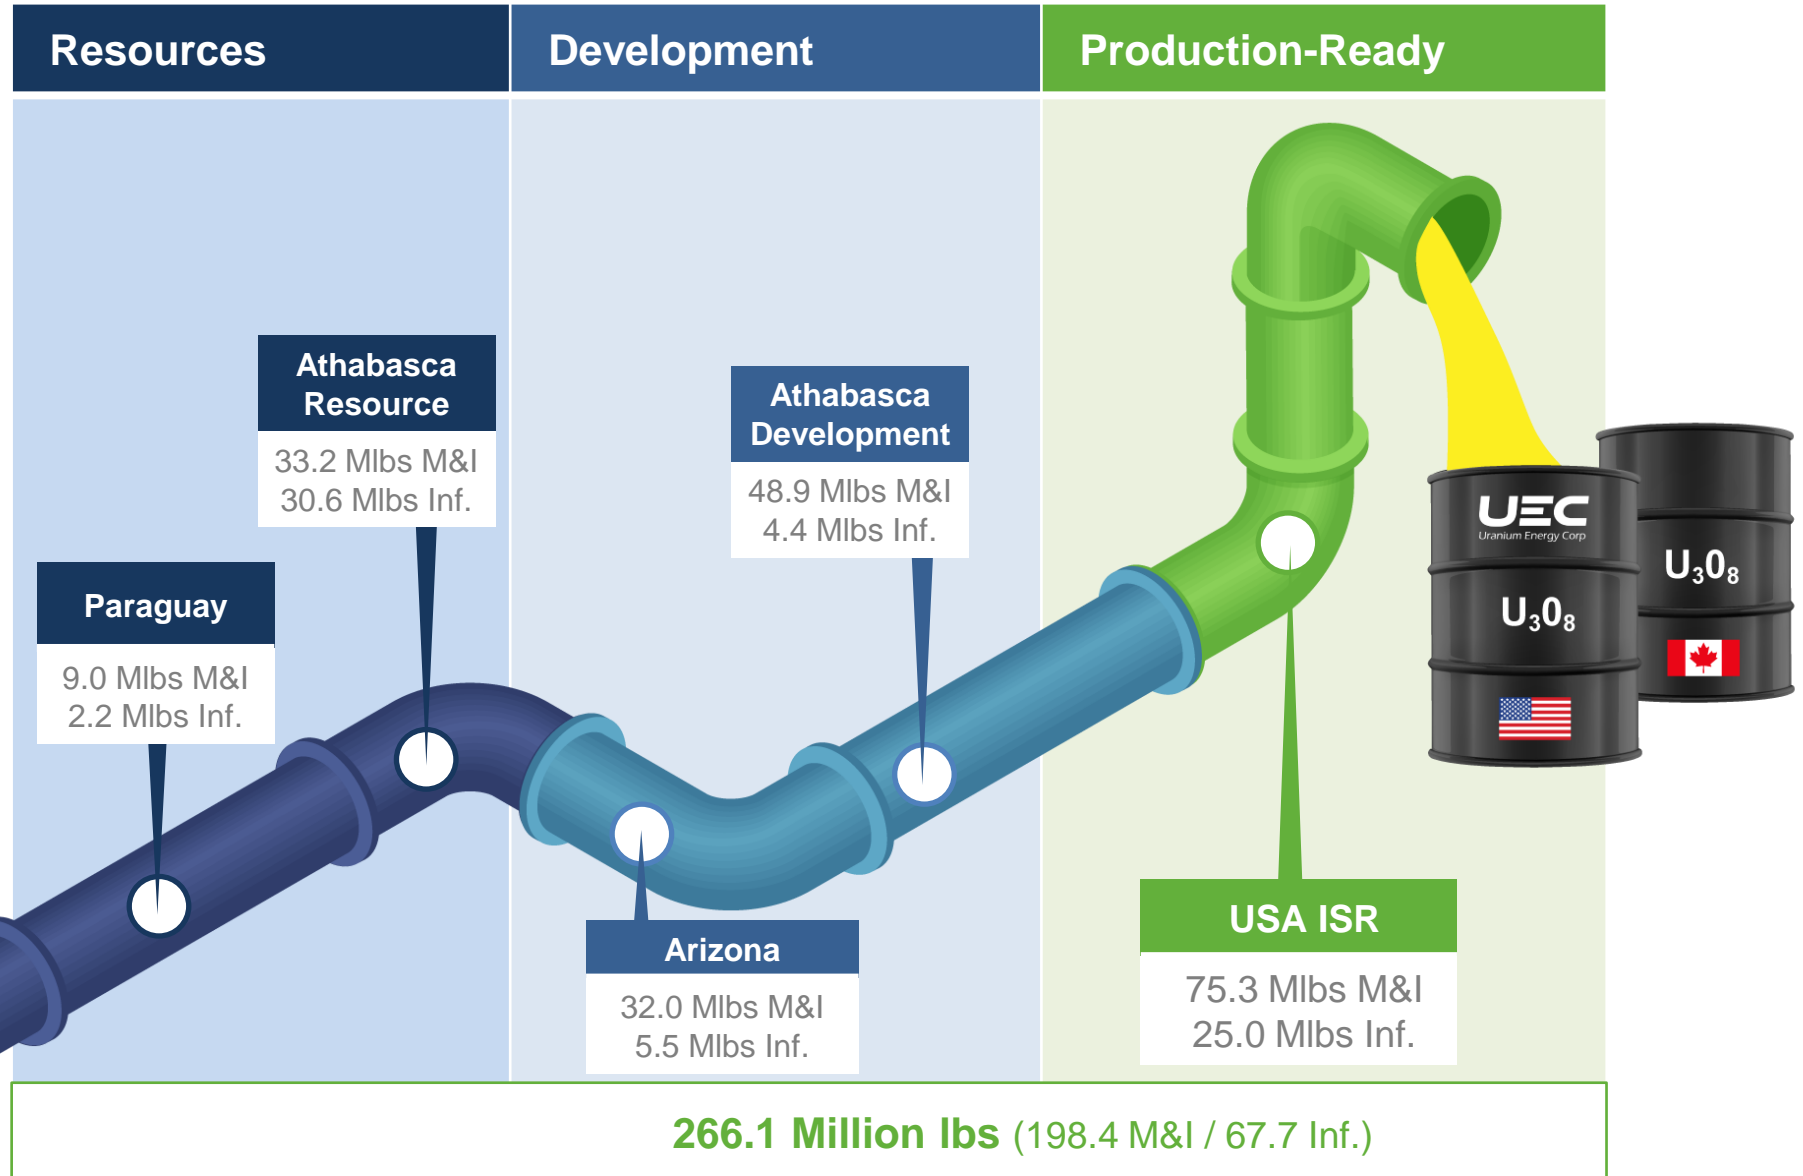 Resources
Development
Production-Ready
Athabasca
Resource
33.2 Mlbs M&I
30.6 Mlbs Inf.
Athabasca
Development
48.9 Mlbs M&I
4.4 Mlbs Inf.
Paraguay
9.0 Mlbs M&I
2.2 Mlbs Inf.
UEC
Uranium Energy Corp
U₃0₈
U₃0₈
Arizona
32.0 Mlbs M&I
5.5 Mlbs Inf.
USA ISR
75.3 Mlbs M&I
25.0 Mlbs Inf.
266.1 Million lbs (198.4 M&I / 67.7 Inf.)